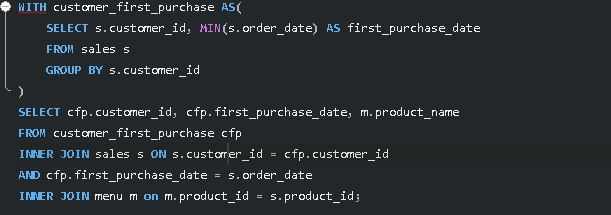 WITH customer_first_purchase AS(
SELECT s.customer_id, MIN(s.order_date) AS first_purchase_date
FROM sales s
GROUP BY s.customer_id
)
SELECT cfp.customer_id, cfp.first_purchase_date, m.product_name
FROM customer_first_purchase cfp
INNER JOIN sales s ON s.customer_id = cfp.customer_id
AND cfp.first_purchase_date = s.order_date
INNER JOIN menu m on m.product_id = s.product_id;